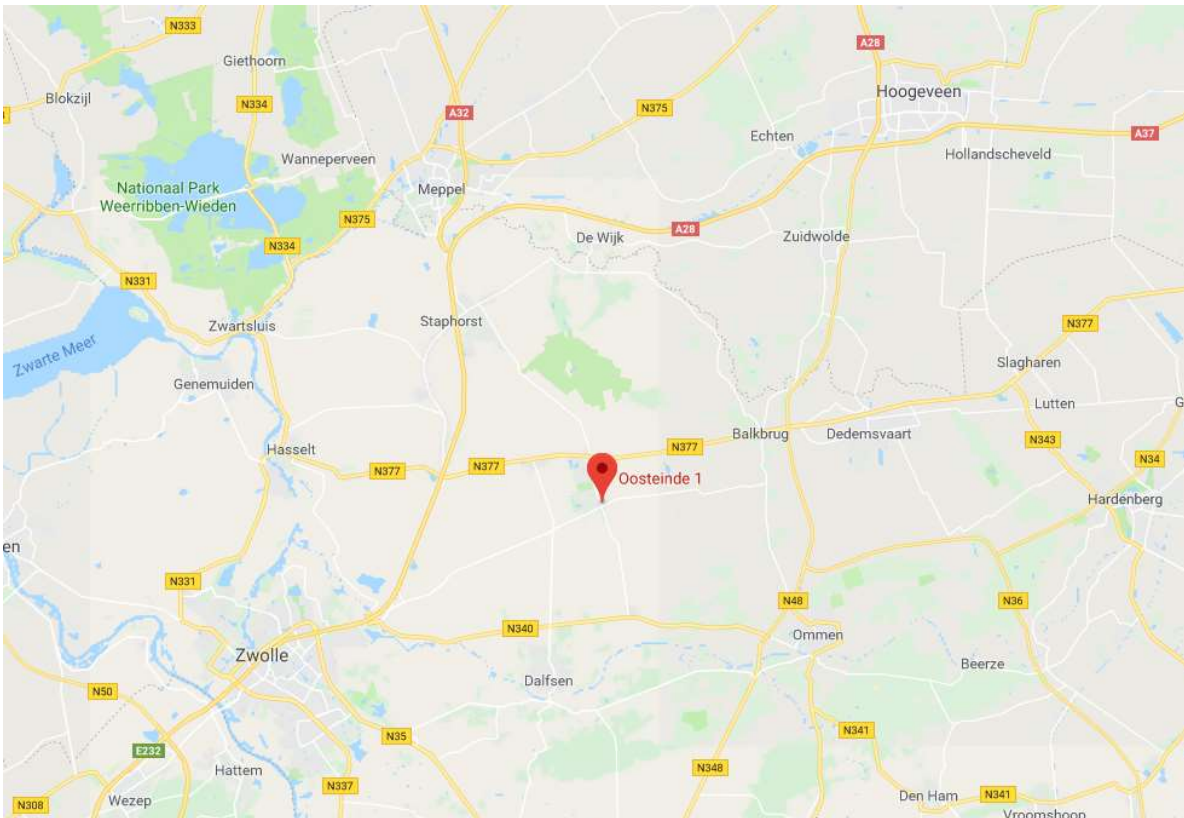 N333
A28
Giethoorn
Hoogeveen
Blokzijl
N334
A32
N375
A37
Echten
Hollandscheveld
Wanneperveen
Nationaal Park
Weerribben-Wieden
Meppel
N375
A28
De Wijk
Zuidwolde
N334
N331
Zwartsluis
Staphorst
N377
Zwarte Meer
Slagharen
Genemuiden
Lutten
G
Balkbrug
Dedemsvaart
N343
Hasselt
N377
N377
N377
N34
Oosteinde 1
Hardenberg
en
N331
N48
N36
N340
Ommen
Zwolle
Beerze
Dalfsen
N50
N35
N341
E232
Hattem
N348
N337
Den Ham
N341
Wezep
N308
Vroomshoop